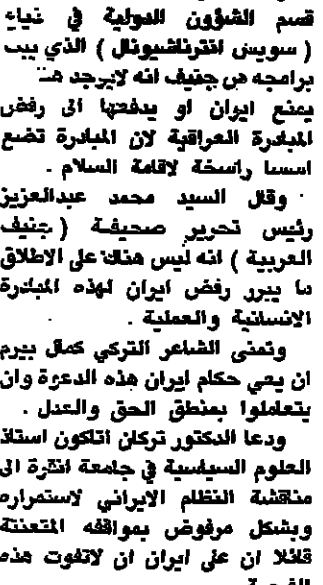 قسم الشؤون الدولية في
( سويس انترناشيونال ) الذي يبث
برامجه من جنيف انه لايوجد
يمنع ايران او يدفعها الى رفض
المبادرة العراقية لان المبادرة تضع
اسسا راسخة لاقامة السلام .
وقال السيد محمد عبدالعزيز
رئيس تحرير صحيفة ( جنيف
العربية ) انه ليس هناك على الاطلاق
ما يبرر رفض ايران لهذه المبادرة
الانسانية والعملية .
وتمنى الشاعر التركي كمال بيرم
ان يعي حكام ايران هذه الدعوة وان
يتعاملوا بمنطق الحق والعدل .
ودعا الدكتور تركان اتاكون استاذ
العلوم السياسية في جامعة انقرة الى
مناقشة النظام الايراني لاستمراره
وبشكل مرفوض بمواقفه المتعنتة
قائلا ان على ايران ان لاتفوت هذه